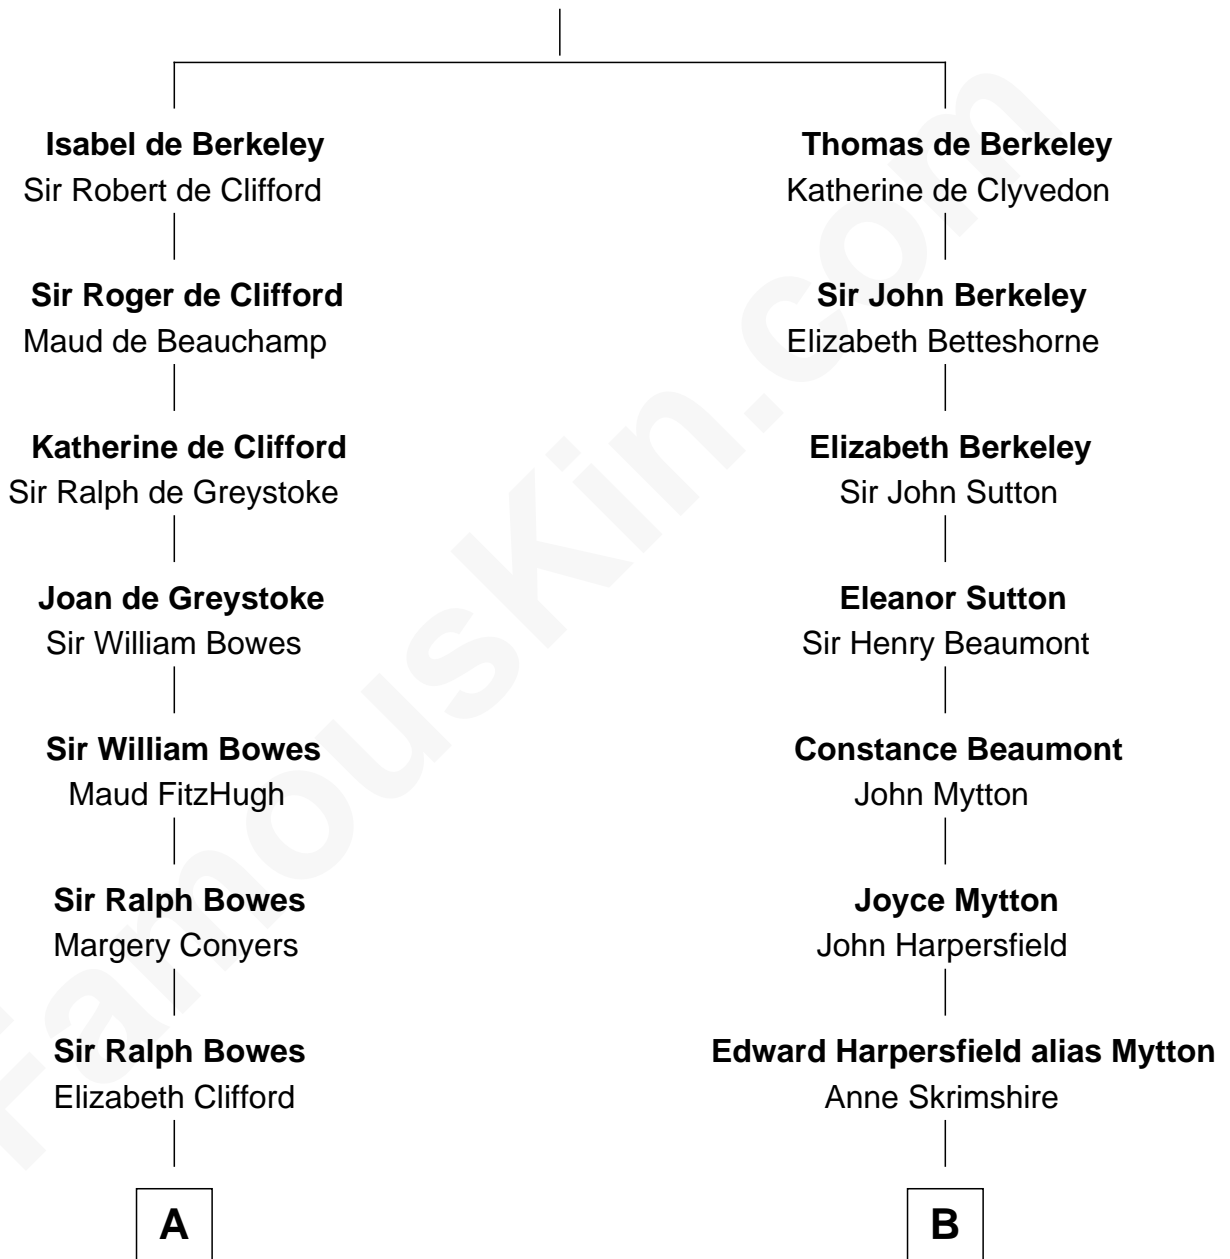 Isabel de Berkeley
Sir Robert de Clifford
Sir Roger de Clifford
Maud de Beauchamp
Katherine de Clifford
Sir Ralph de Greystoke
Joan de Greystoke
Sir William Bowes
Sir William Bowes
Maud FitzHugh
Sir Ralph Bowes
Margery Conyers
Sir Ralph Bowes
Elizabeth Clifford
A
Thomas de Berkeley
Katherine de Clyvedon
Sir John Berkeley
Elizabeth Betteshorne
Elizabeth Berkeley
Sir John Sutton
Eleanor Sutton
Sir Henry Beaumont
Constance Beaumont
John Mytton
Joyce Mytton
John Harpersfield
Edward Harpersfield alias Mytton
Anne Skrimshire
B
FamousKin.com